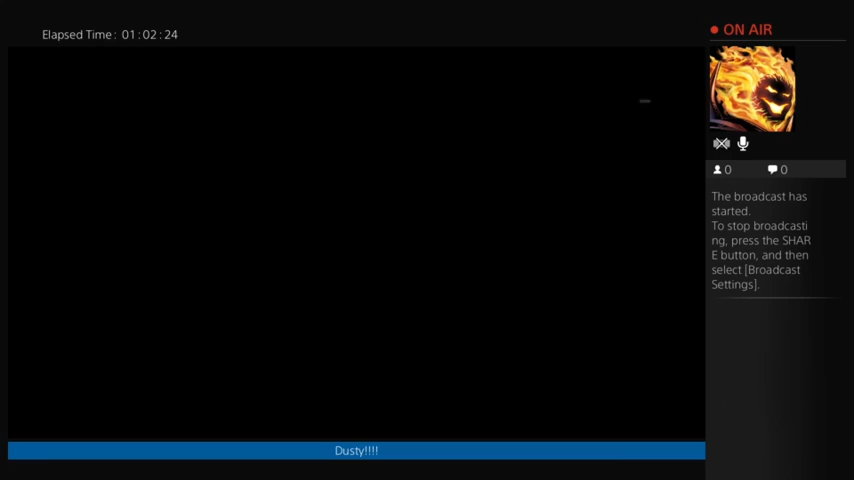 Elapsed Time: 01:02:24
ON AIR
0 0
The broadcast has
started.
To stop broadcasti
ng, press the SHAR
E button, and then
select [Broadcast
Settings].
Dusty!!!!